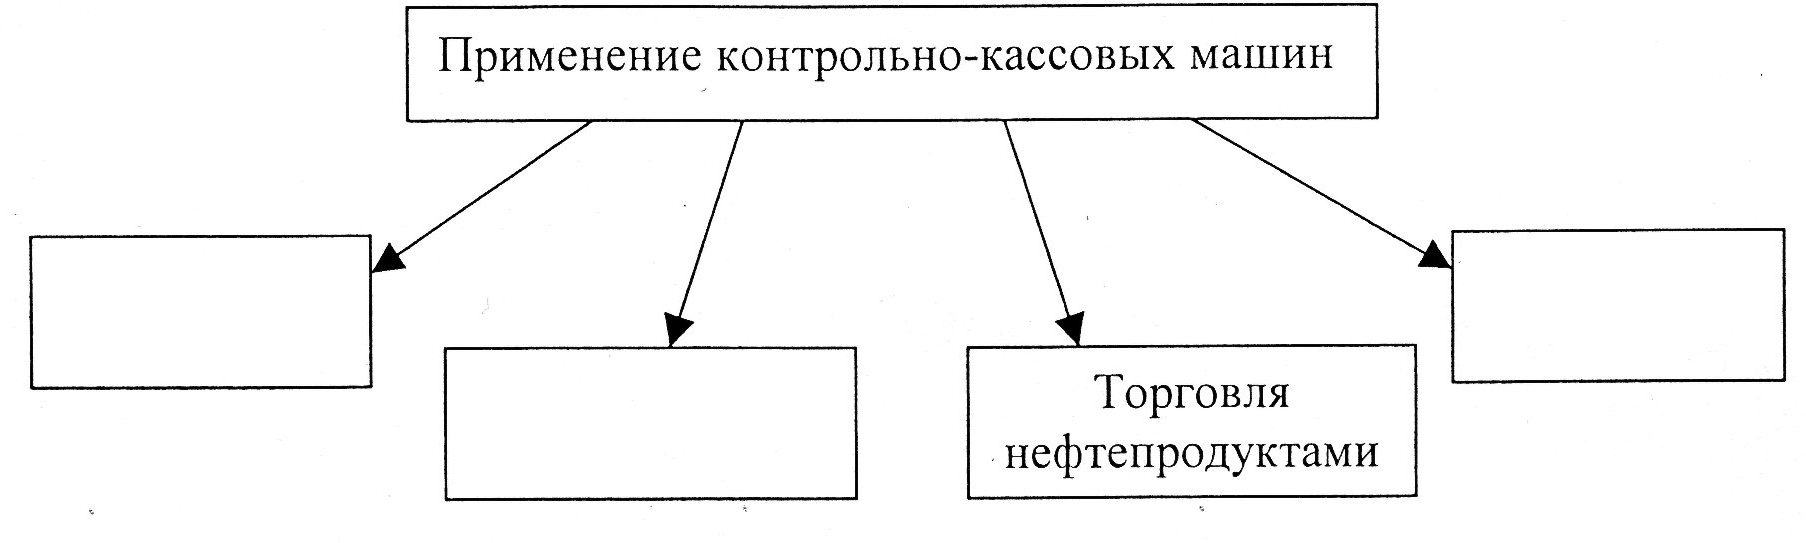 Применение контрольно-кассовых машин
Торговля
нефтепродуктами